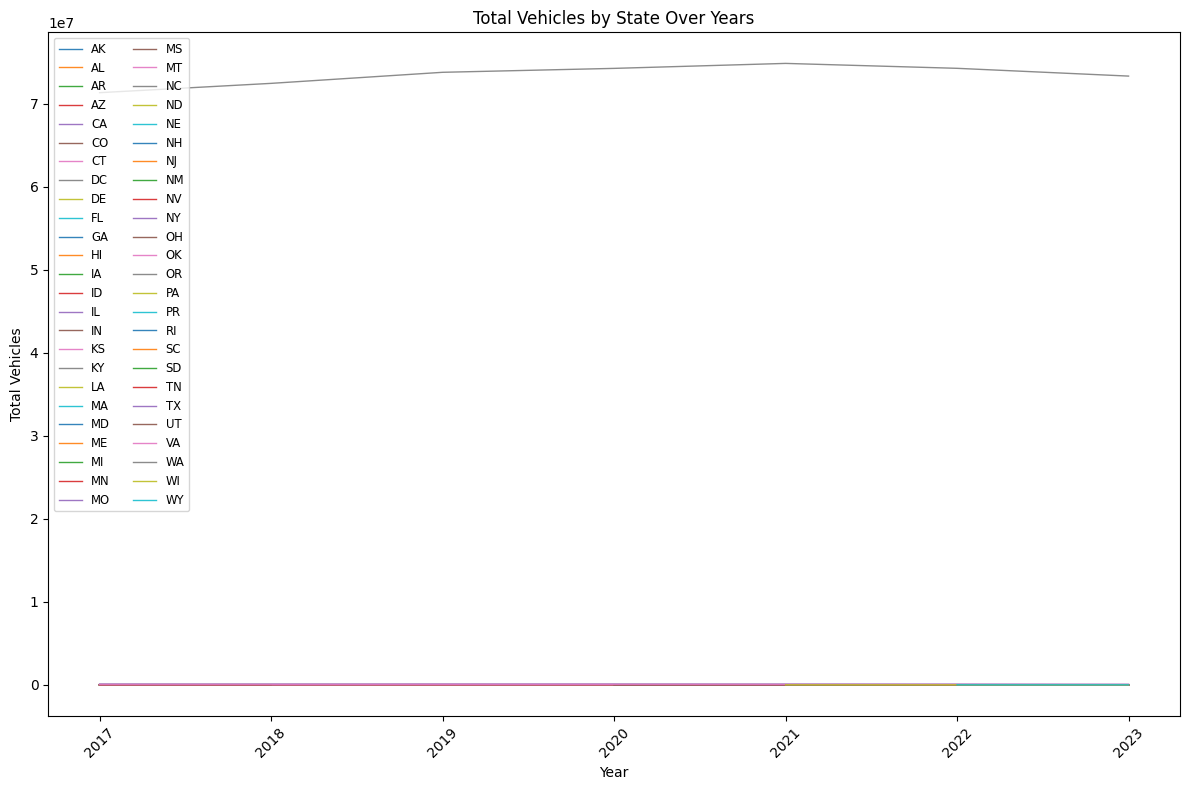 Total Vehicles by State Over Years
1e7
AK MS
AL MT
AR NC
AZ ND
CA NE
CO NH
CT NJ
DC NM
DE NV
FL NY
GA OH
HI OK
IA OR
ID PA
IL PR
IN RI
KS SC
KY SD
LA TN
MA TX
MD UT
ME VA
MI WA
MN WI
MO WY
7
6
5
4
3
2
1
0
Total Vehicles
2017 2018 2019 2020 2021 2022 2023
Year